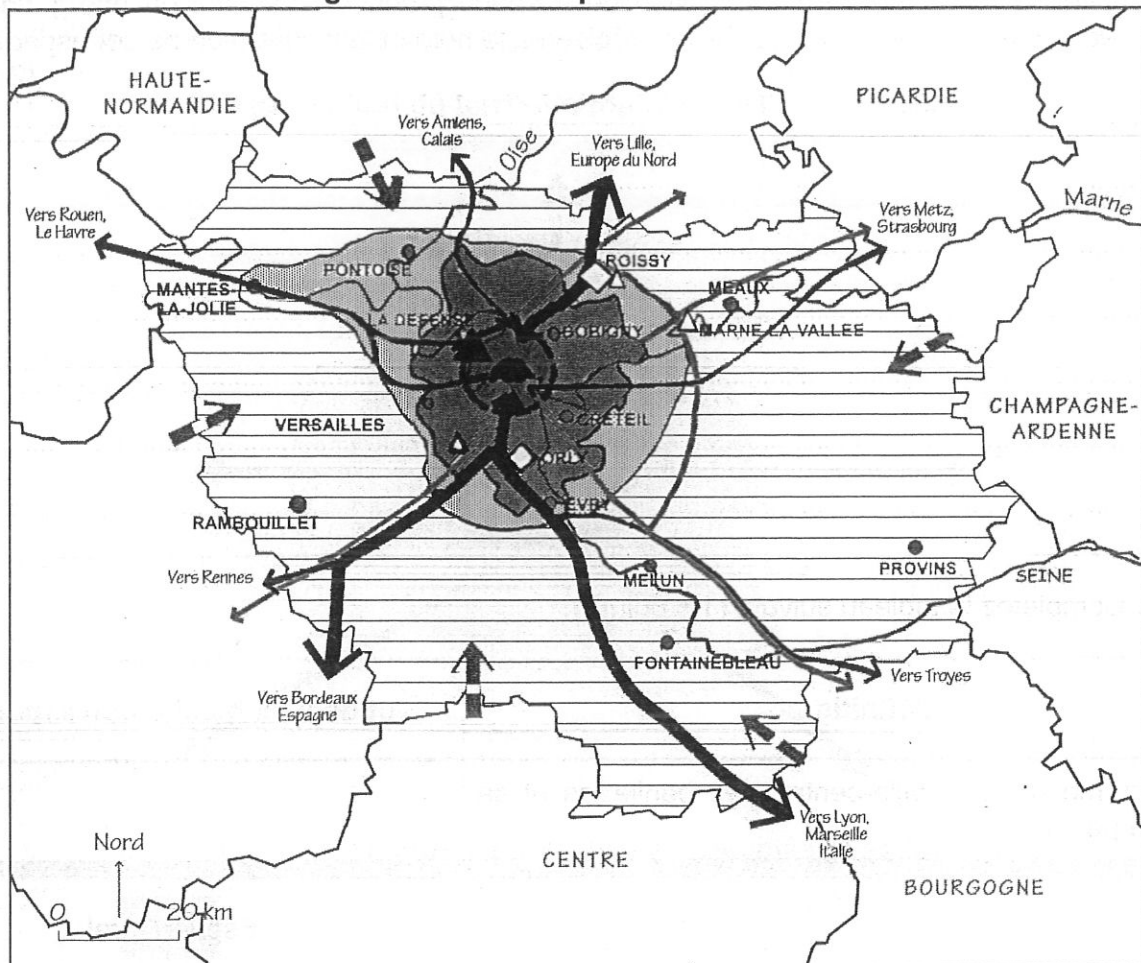 HAUTE-
NORMANDIE
PICARDIE
Vers Amiens,
Calais
Oise
Vers Lille,
Europe du Nord
Vers Rouen,
Le Havre
Vers Metz,
Strasbourg
Marne
ROISSY
PONTOISE
MEAUX
MANTES-
LA-JOLIE
LA DEFENSE
BOBIGNY
MARNE LA VALLEE
CHAMPAGNE-
ARDENNE
VERSAILLES
CRETEIL
ORLY
RAMBOUILLET
EVRY
Vers Rennes
MELUN
PROVINS
SEINE
FONTAINEBLEAU
Vers Troyes
Vers Bordeaux
Espagne
Vers Lyon,
Marseille
Italie
Nord
CENTRE
BOURGOGNE
0 20 km